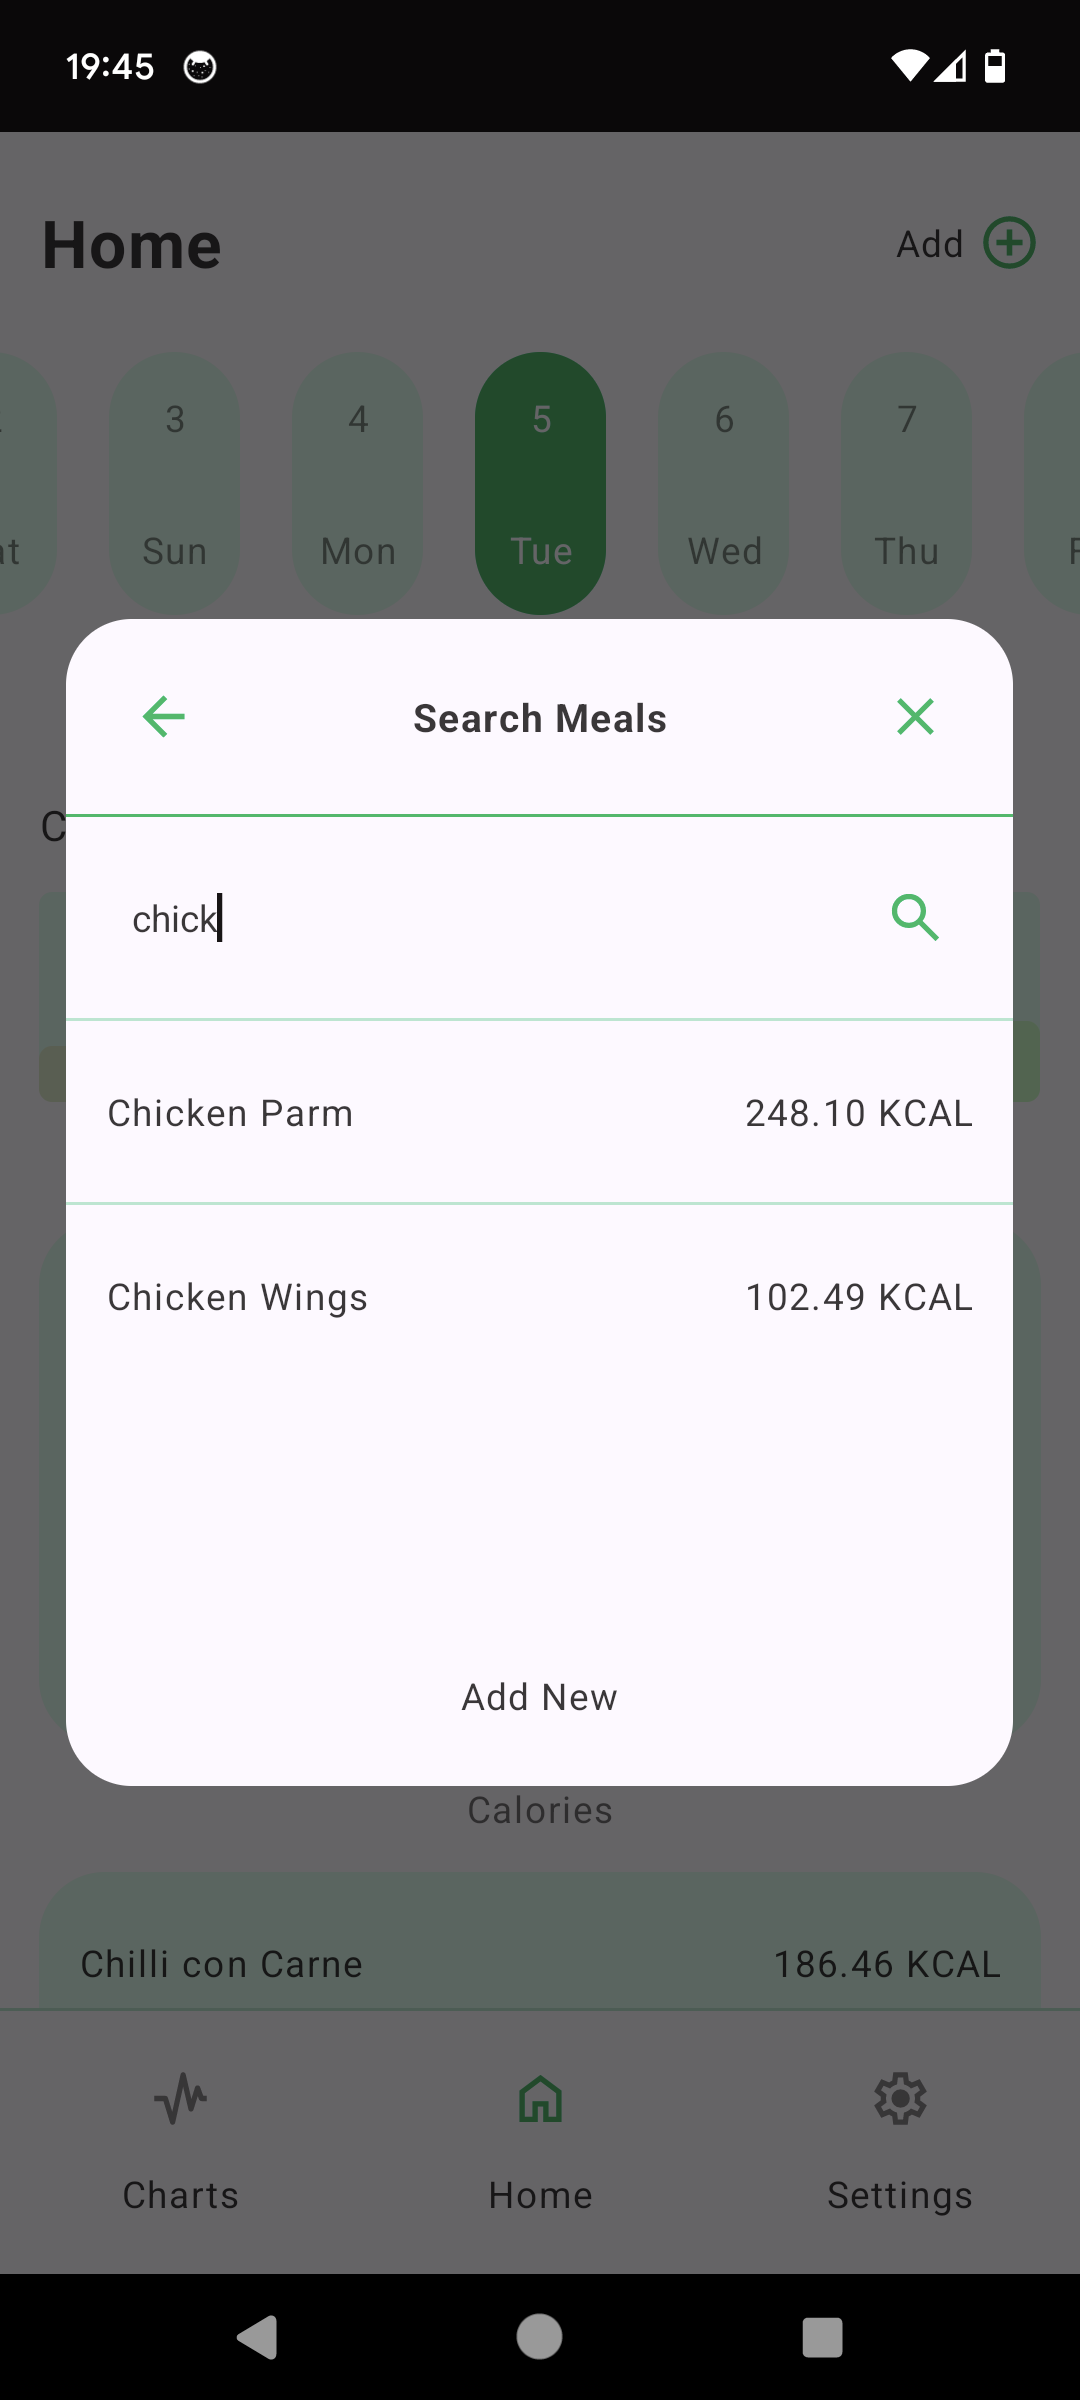 19:45
Home
Add
3
4
5
6
7
Sun
Mon
Tue
Wed
Thu
Search Meals
chick
Chicken Parm 248.10 KCAL
Chicken Wings 102.49 KCAL
Add New
Calories
Chilli con Carne 186.46 KCAL
Charts
Home
Settings